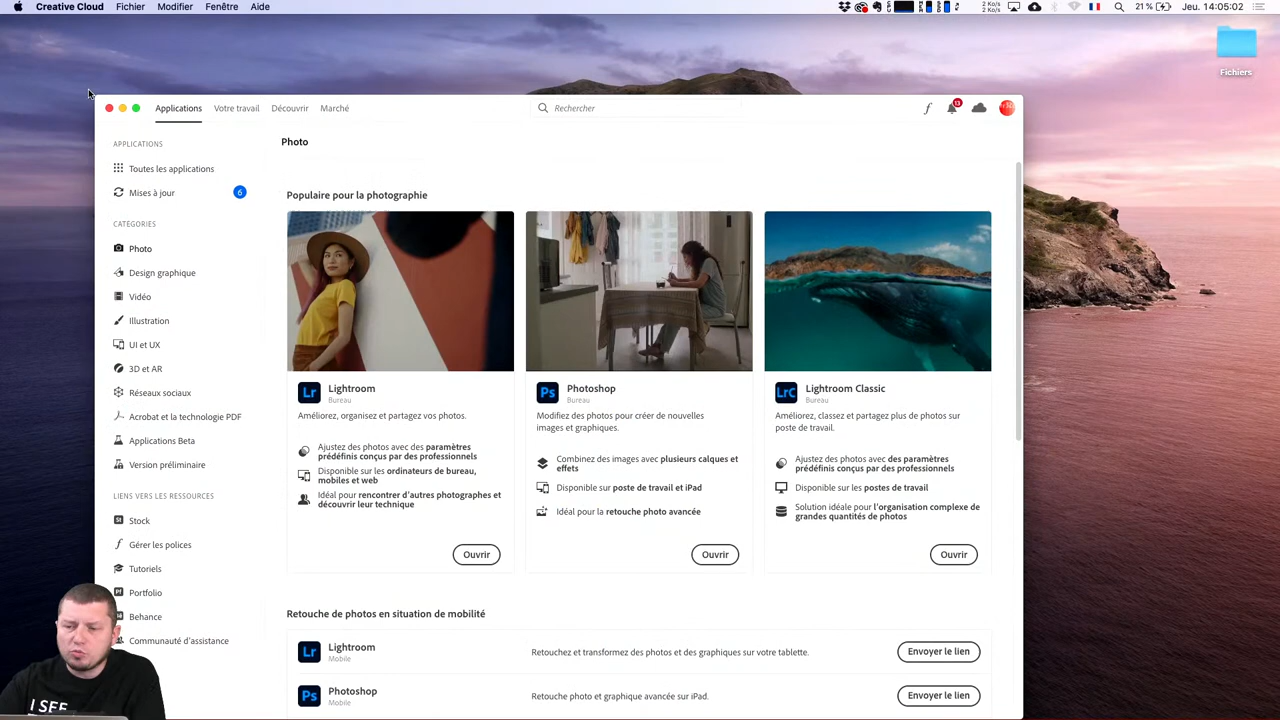 Creative Cloud Fichier Modifier Fenêtre Aide
2 Ko/s
2 Ko/s
21 % Jeu. 14:05:02
Fichiers
Applications Votre travail Découvrir Marché
Rechercher
13
APPLICATIONS
Toutes les applications
Mises à jour 6
CATÉGORIES
Photo
Design graphique
Vidéo
Illustration
UI et UX
3D et AR
Réseaux sociaux
Acrobat et la technologie PDF
Applications Beta
Version préliminaire
LIENS VERS LES RESSOURCES
Stock
Gérer les polices
Tutoriels
Portfolio
Behance
Communauté d'assistance
Photo
Populaire pour la photographie
Lr Lightroom
Bureau
Améliorez, organisez et partagez vos photos.
Ajustez des photos avec des paramètres
prédéfinis conçus par des professionnels
Disponible sur les ordinateurs de bureau,
mobiles et web
Idéal pour rencontrer d'autres photographes et
découvrir leur technique
Ouvrir
Ps Photoshop
Bureau
Modifiez des photos pour créer de nouvelles
images et graphiques.
Combinez des images avec plusieurs calques et
effets
Disponible sur poste de travail et iPad
Idéal pour la retouche photo avancée
Ouvrir
LrC Lightroom Classic
Bureau
Améliorez, classez et partagez plus de photos sur
poste de travail.
Ajustez des photos avec des paramètres
prédéfinis conçus par des professionnels
Disponible sur les postes de travail
Solution idéale pour l'organisation complexe de
grandes quantités de photos
Ouvrir
Retouche de photos en situation de mobilité
Lr Lightroom
Mobile
Retouchez et transformez des photos et des graphiques sur votre tablette.
Envoyer le lien
Ps Photoshop
Mobile
Retouche photo et graphique avancée sur iPad.
Envoyer le lien
I SEE